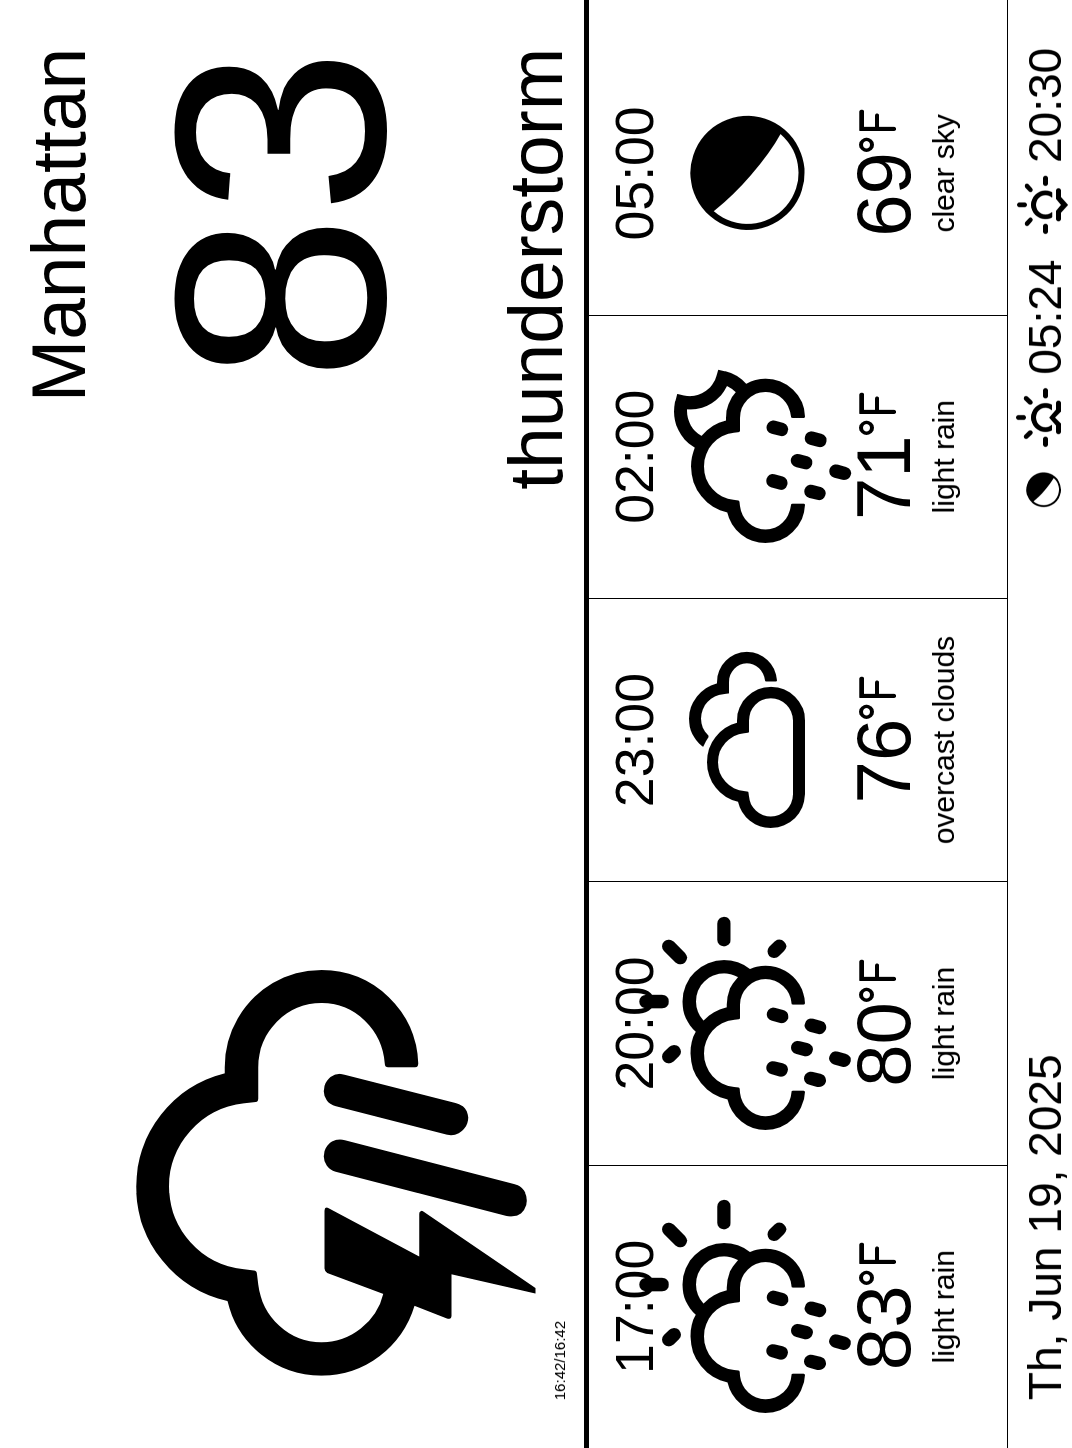 Manhattan
83
thunderstorm
16:42/16:42
17:00 20:00 23:00 02:00 05:00
83°F 80°F 76°F 71°F 69°F
light rain light rain overcast clouds light rain clear sky
Th, Jun 19, 2025 05:24 20:30